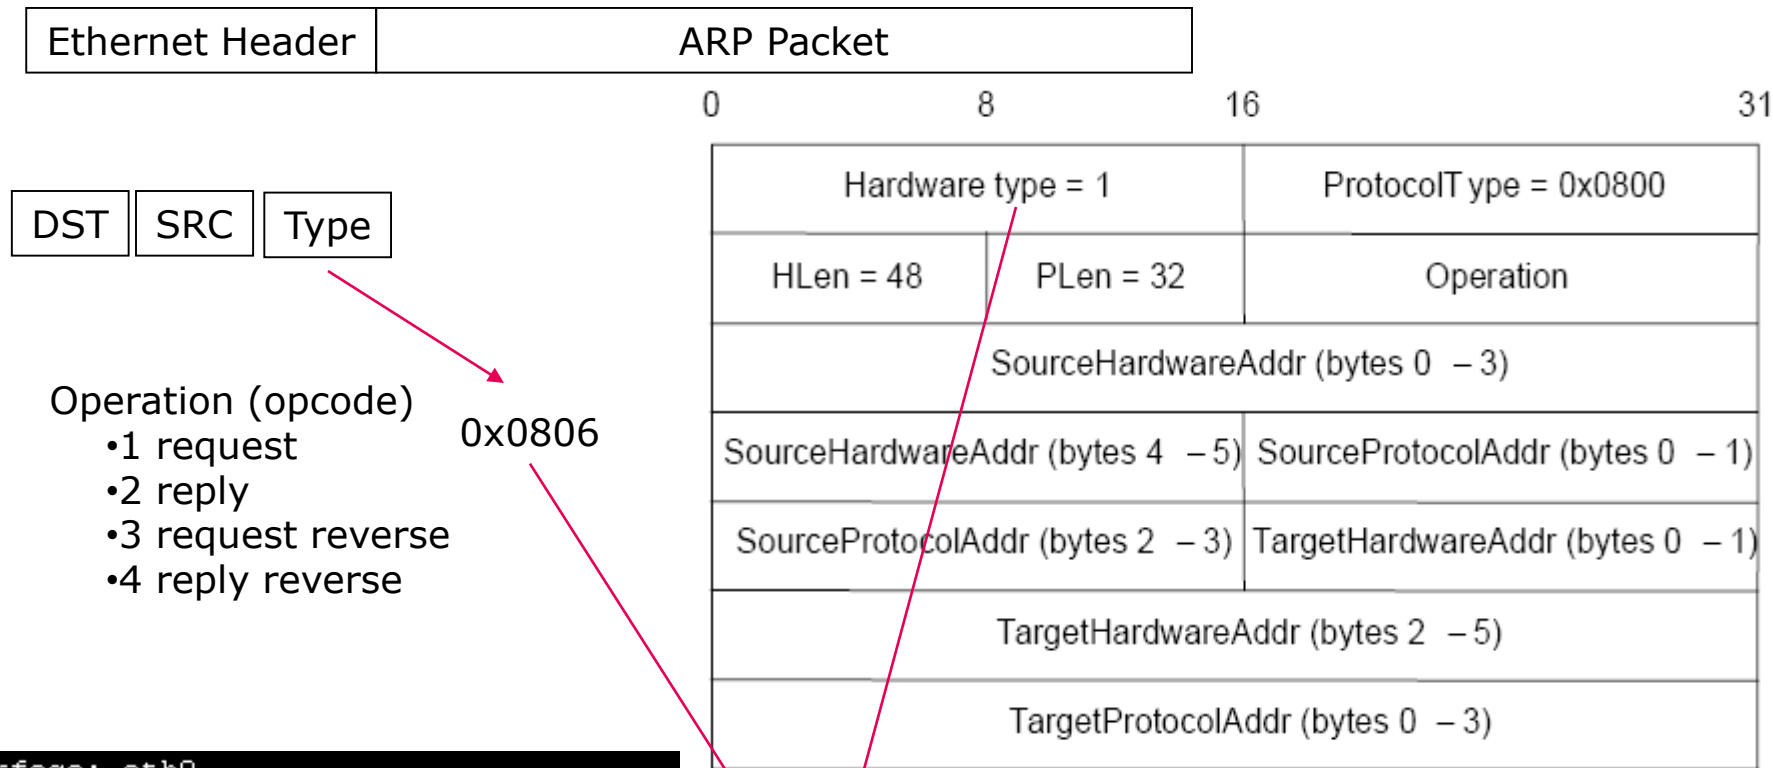 Ethernet Header ARP Packet
0 8 16 31
Hardware type = 1 ProtocolType = 0x0800
DST SRC Type
HLen = 48 PLen = 32 Operation
SourceHardwareAddr (bytes 0 – 3)
Operation (opcode)
•1 request
•2 reply
•3 request reverse
•4 reply reverse
0x0806
SourceHardwareAddr (bytes 4 – 5) SourceProtocolAddr (bytes 0 – 1)
SourceProtocolAddr (bytes 2 – 3) TargetHardwareAddr (bytes 0 – 1)
TargetHardwareAddr (bytes 2 – 5)
TargetProtocolAddr (bytes 0 – 3)